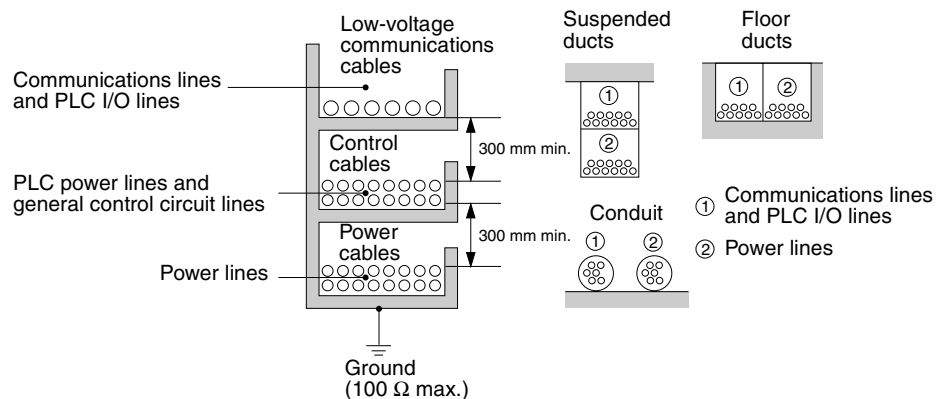 Low-voltage
communications
cables
Communications lines
and PLC I/O lines
Control
cables
300 mm min.
PLC power lines and
general control circuit lines
Power
cables
300 mm min.
Power lines
Ground
(100 Ω max.)
Suspended
ducts
①
②
Floor
ducts
① ②
Conduit
① ②
① Communications lines
and PLC I/O lines
② Power lines